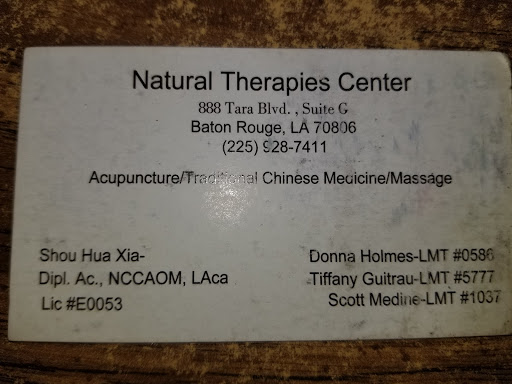 Natural Therapies Center
888 Tara Blvd. , Suite G
Baton Rouge, LA 70806
(225) 928-7411
Acupuncture/Traditional Chinese Medicine/Massage
Shou Hua Xia-
Dipl. Ac., NCCAOM, LAca
Lic #E0053
Donna Holmes-LMT #0586
Tiffany Guitrau-LMT #5777
Scott Medine-LMT #1037